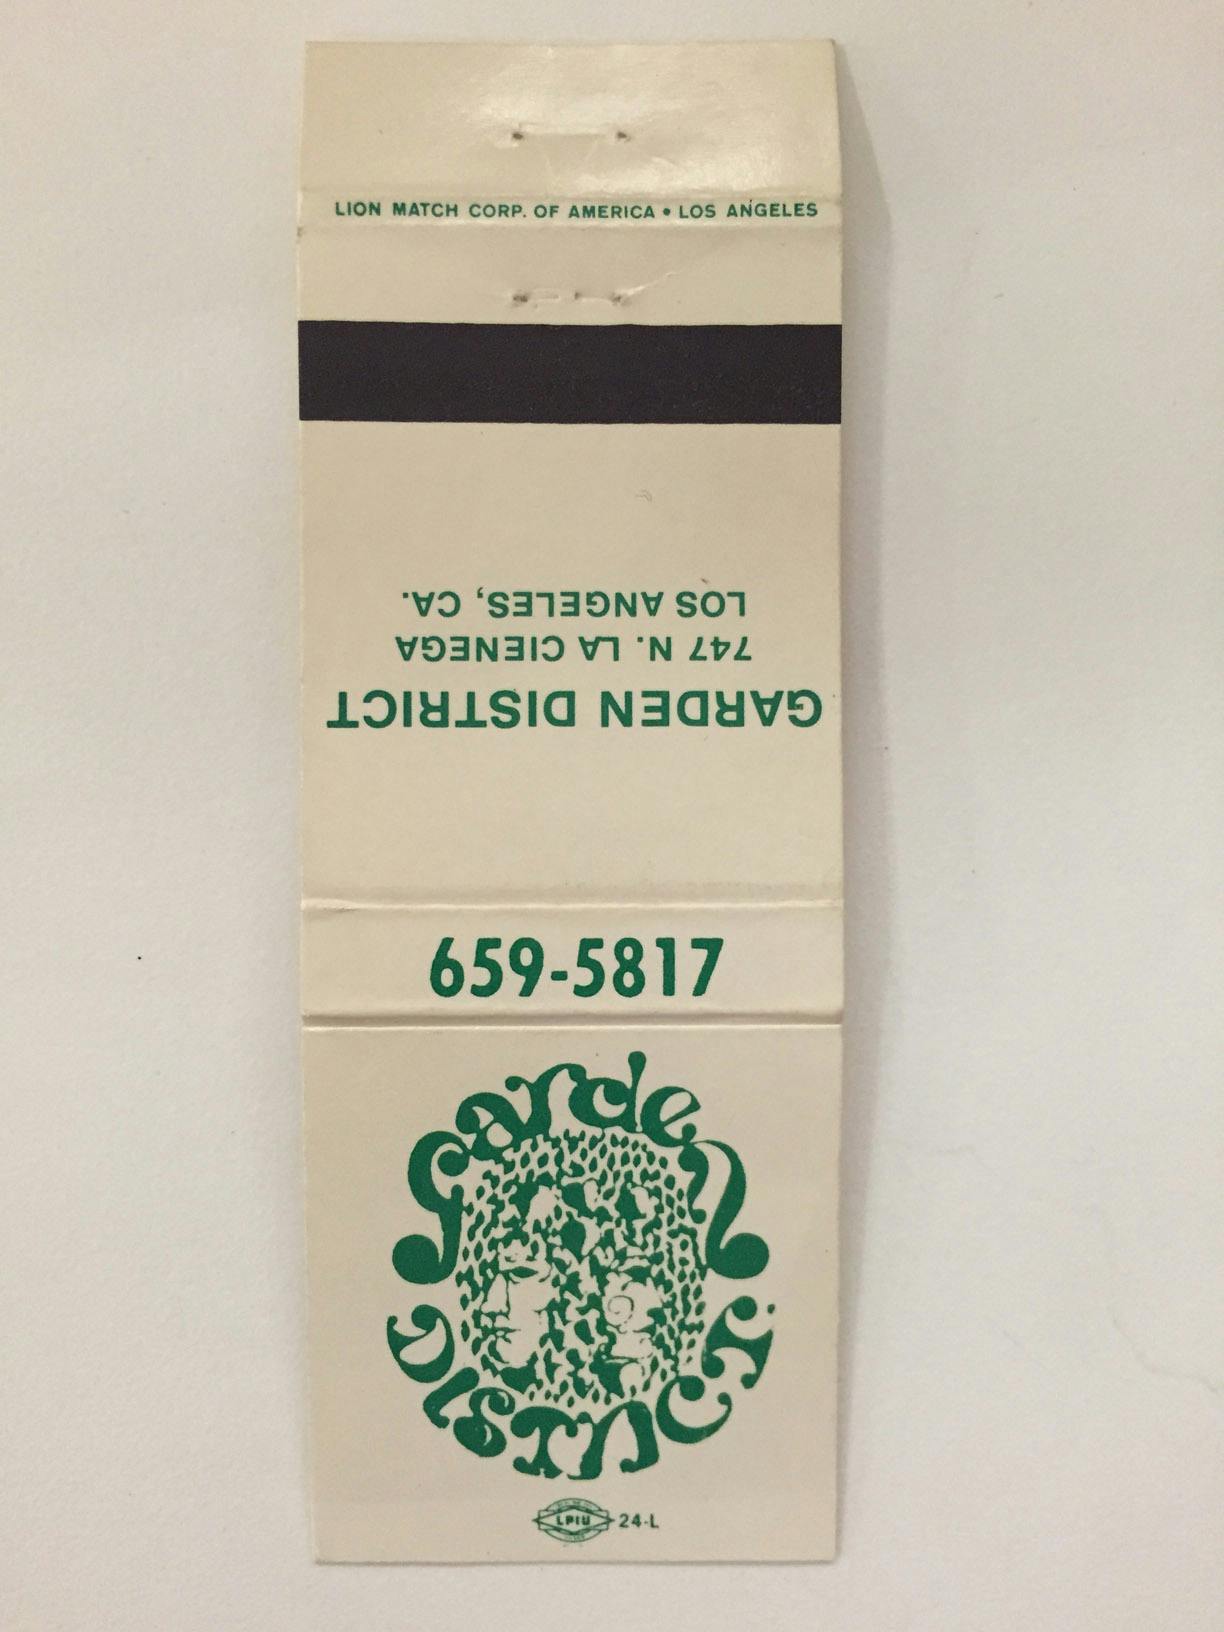 LION MATCH CORP. OF AMERICA • LOS ANGELES
GARDEN DISTRICT
747 N. LA CIENEGA
LOS ANGELES, CA.
659-5817
Garden
District
LPIU 24-L